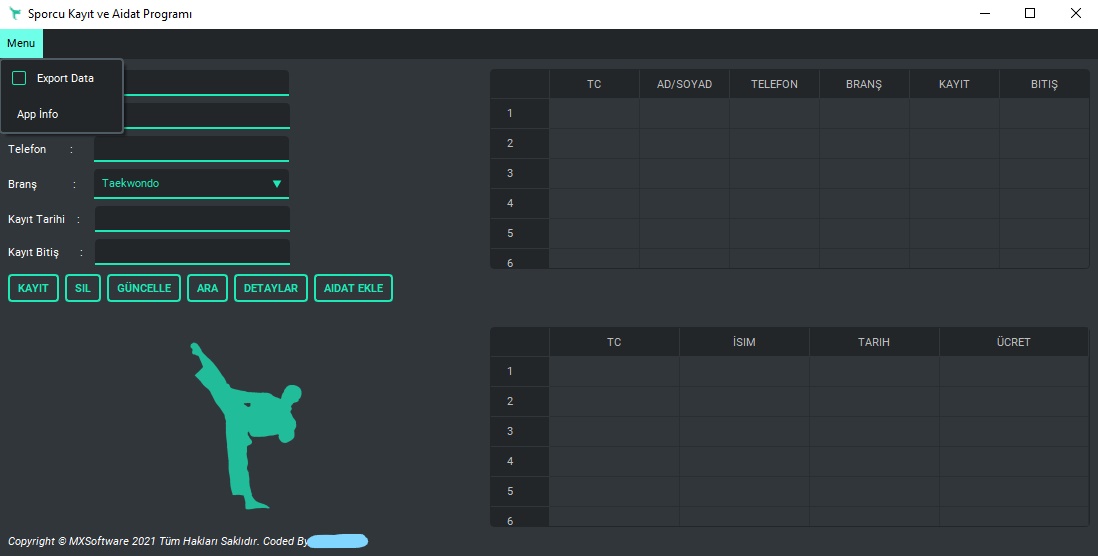 Sporcu Kayıt ve Aidat Programı
Menu
Export Data
App İnfo
Telefon :
Branş : Taekwondo
Kayıt Tarihi :
Kayıt Bitiş :
KAYIT SIL GÜNCELLE ARA DETAYLAR AIDAT EKLE
TC AD/SOYAD TELEFON BRANŞ KAYIT BITIŞ
1
2
3
4
5
6
TC İSIM TARIH ÜCRET
1
2
3
4
5
6
Copyright © MXSoftware 2021 Tüm Hakları Saklıdır. Coded By